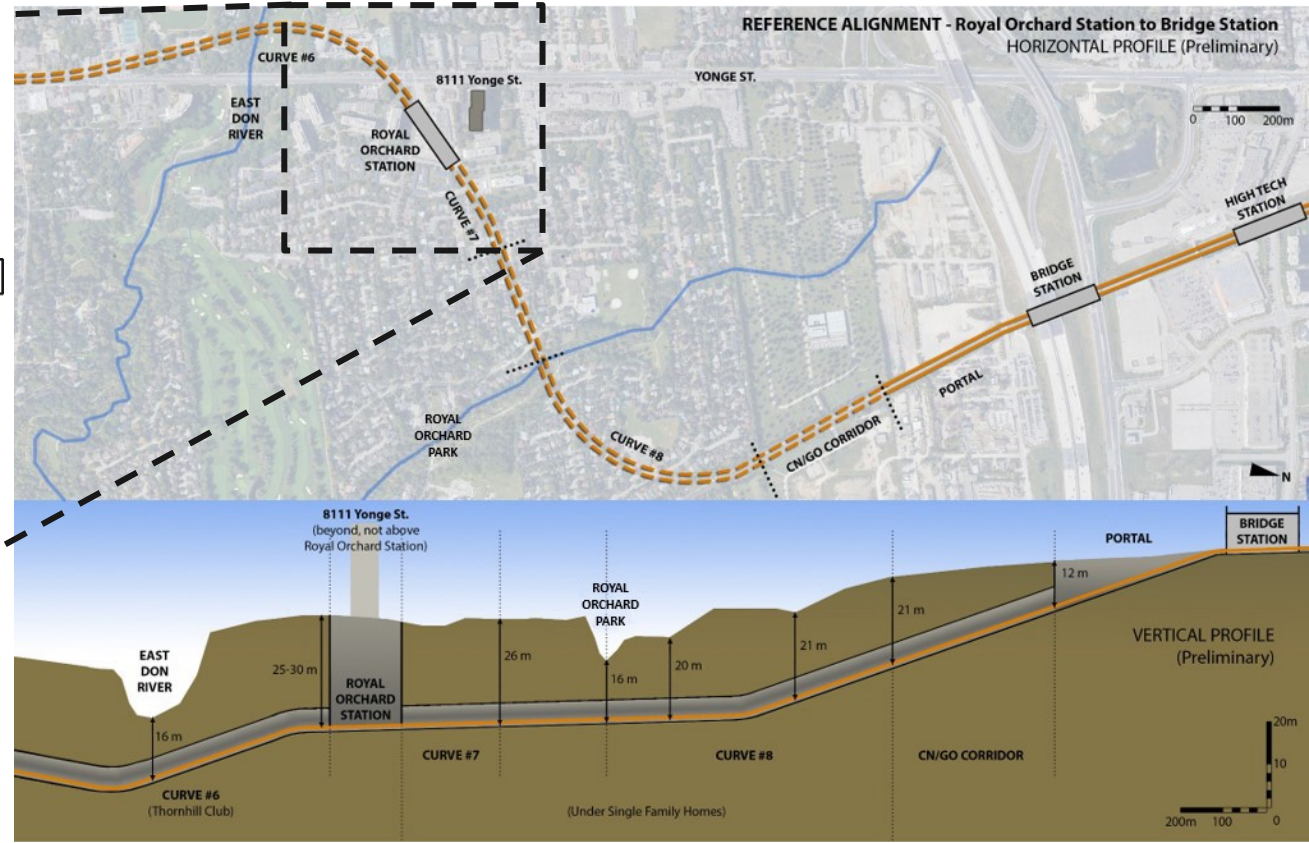 REFERENCE ALIGNMENT - Royal Orchard Station to Bridge Station
HORIZONTAL PROFILE (Preliminary)
CURVE #6
8111 Yonge St.
YONGE ST.
EAST
DON
RIVER
ROYAL
ORCHARD
STATION
0 100 200m
CURVE #7
HIGH TECH
STATION
BRIDGE
STATION
PORTAL
ROYAL
ORCHARD
PARK
CURVE #8
CN/GO CORRIDOR
N
8111 Yonge St.
(beyond, not above
Royal Orchard Station)
PORTAL
BRIDGE
STATION
ROYAL
ORCHARD
PARK
12 m
21 m
VERTICAL PROFILE
(Preliminary)
EAST
DON
RIVER
25-30 m
ROYAL
ORCHARD
STATION
26 m
16 m
20 m
21 m
16 m
20m
10
0
CURVE #7
CURVE #8
CN/GO CORRIDOR
CURVE #6
(Thornhill Club)
(Under Single Family Homes)
200m 100